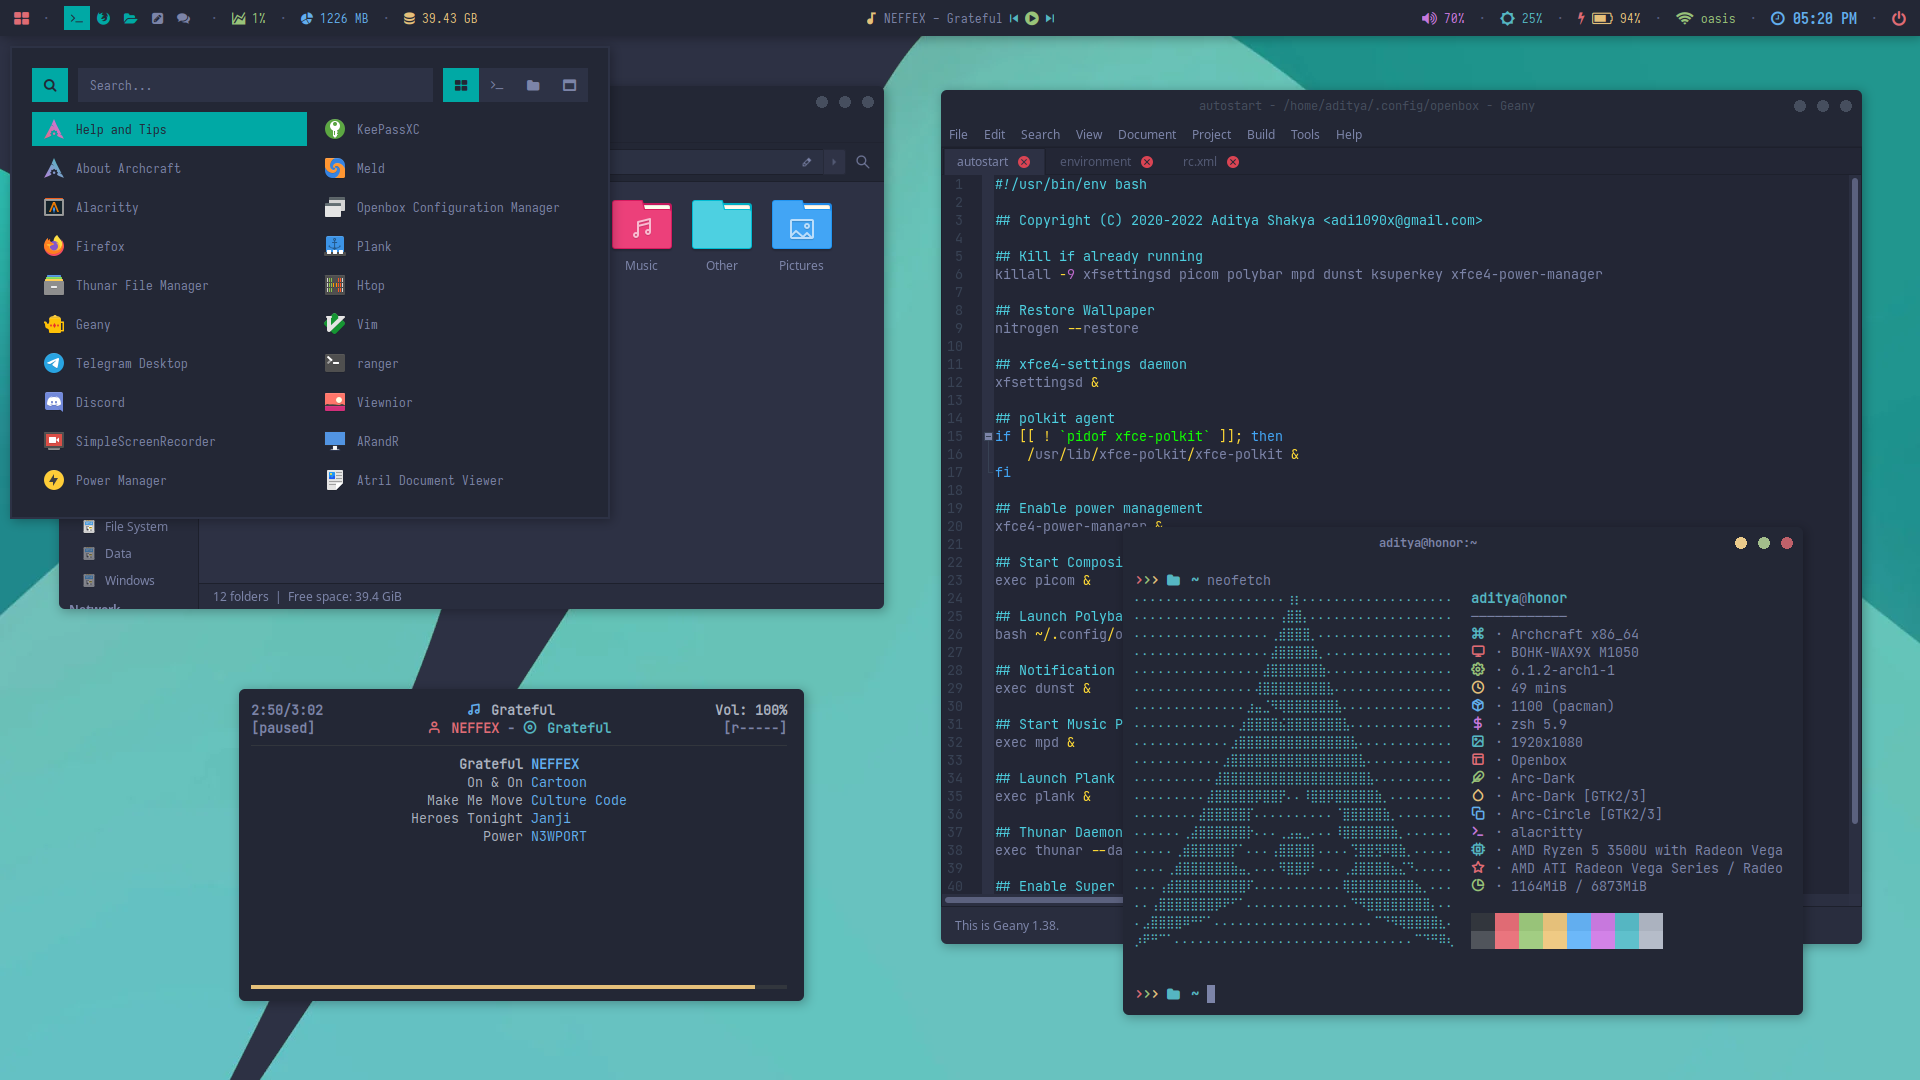 1%
1226 MB
39.43 GB
NEFFEX - Grateful
70%
25%
94%
oasis
05:20 PM
Search...
Help and Tips
KeePassXC
About Archcraft
Meld
Alacritty
Openbox Configuration Manager
Firefox
Plank
Thunar File Manager
Htop
Geany
Vim
Telegram Desktop
ranger
Discord
Viewnior
SimpleScreenRecorder
ARandR
Power Manager
Atril Document Viewer
Music
Other
Pictures
File System
Data
Windows
Network
12 folders | Free space: 39.4 GiB
autostart - /home/aditya/.config/openbox - Geany
File Edit Search View Document Project Build Tools Help
autostart environment rc.xml
1 #!/usr/bin/env bash
2
3 ## Copyright (C) 2020-2022 Aditya Shakya <adi1090x@gmail.com>
4
5 ## Kill if already running
6 killall -9 xfsettingsd picom polybar mpd dunst ksuperkey xfce4-power-manager
7
8 ## Restore Wallpaper
9 nitrogen --restore
10
11 ## xfce4-settings daemon
12 xfsettingsd &
13
14 ## polkit agent
15 if [[ ! `pidof xfce-polkit` ]]; then
16 /usr/lib/xfce-polkit/xfce-polkit &
17 fi
18
19 ## Enable power management
20 xfce4-power-manager &
21
22 ## Start Composi
23 exec picom &
24
25 ## Launch Polyba
26 bash ~/.config/o
27
28 ## Notification
29 exec dunst &
30
31 ## Start Music P
32 exec mpd &
33
34 ## Launch Plank
35 exec plank &
36
37 ## Thunar Daemon
38 exec thunar --da
39
40 ## Enable Super
This is Geany 1.38.
aditya@honor:~
>>> ~ neofetch
aditya@honor
------------
· Archcraft x86_64
· BOHK-WAX9X M1050
· 6.1.2-arch1-1
· 49 mins
· 1100 (pacman)
· zsh 5.9
· 1920x1080
· Openbox
· Arc-Dark
· Arc-Dark [GTK2/3]
· Arc-Circle [GTK2/3]
· alacritty
· AMD Ryzen 5 3500U with Radeon Vega
· AMD ATI Radeon Vega Series / Radeo
· 1164MiB / 6873MiB
>>> ~
2:50/3:02 Grateful Vol: 100%
[paused] NEFFEX - Grateful [r-----]
Grateful NEFFEX
On & On Cartoon
Make Me Move Culture Code
Heroes Tonight Janji
Power N3WPORT